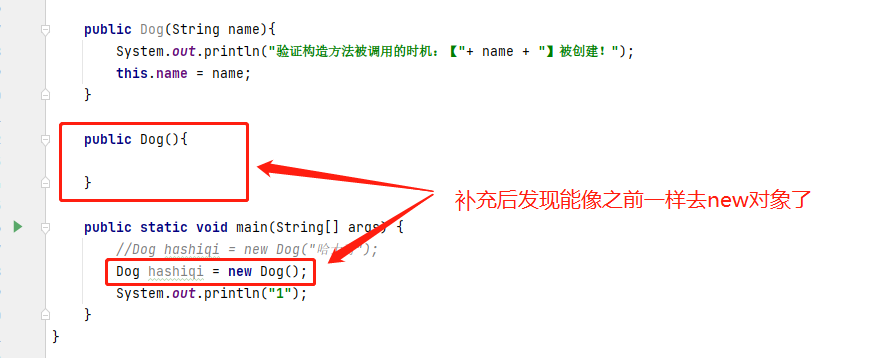 public Dog(String name){
System.out.println("验证构造方法被调用的时机:【"+ name + "】被创建！");
this.name = name;
}
public Dog(){
}
补充后发现能像之前一样去new对象了
public static void main(String[] args) {
//Dog hashiqi = new Dog("哈");
Dog hashiqi = new Dog();
System.out.println("1");
}
}